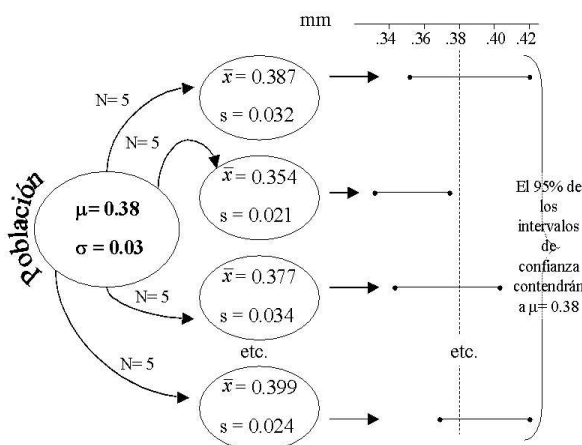 mm
.34 .36 .38 .40 .42
N= 5
x̄ = 0.387
s = 0.032
N= 5
x̄ = 0.354
s = 0.021
Población
μ= 0.38
σ = 0.03
El 95% de
los
intervalos
de
confianza
contendrán
a μ= 0.38
N= 5
x̄ = 0.377
s = 0.034
etc.
etc.
N= 5
x̄ = 0.399
s = 0.024